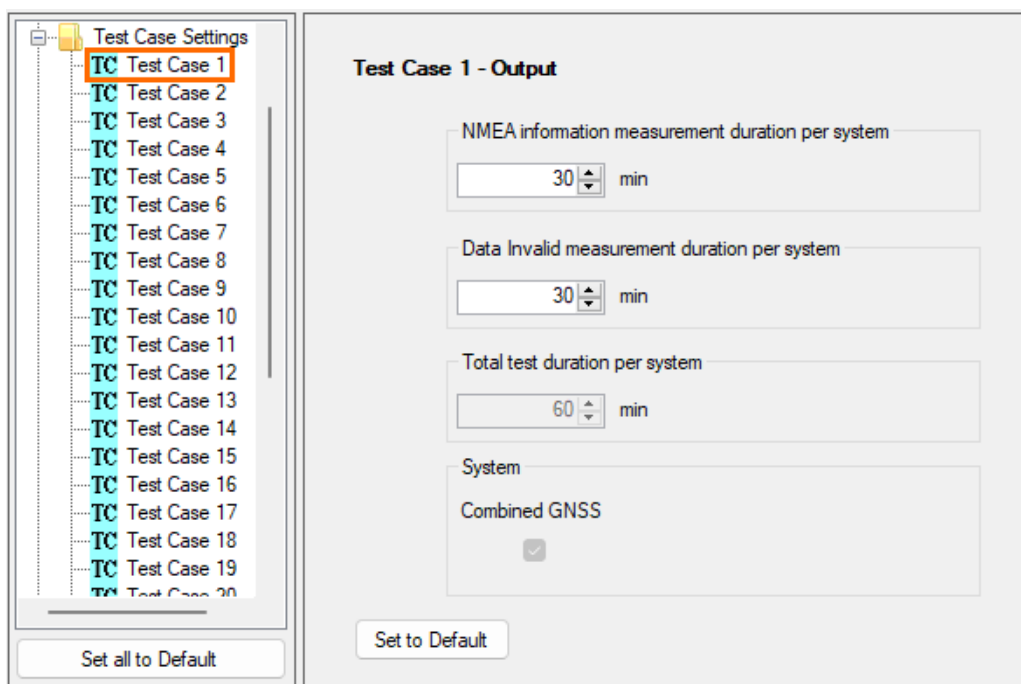 Test Case Settings
TC Test Case 1
TC Test Case 2
TC Test Case 3
TC Test Case 4
TC Test Case 5
TC Test Case 6
TC Test Case 7
TC Test Case 8
TC Test Case 9
TC Test Case 10
TC Test Case 11
TC Test Case 12
TC Test Case 13
TC Test Case 14
TC Test Case 15
TC Test Case 16
TC Test Case 17
TC Test Case 18
TC Test Case 19
TC Test Case 20
Set all to Default
Test Case 1 - Output
NMEA information measurement duration per system
30 min
Data Invalid measurement duration per system
30 min
Total test duration per system
60 min
System
Combined GNSS
Set to Default